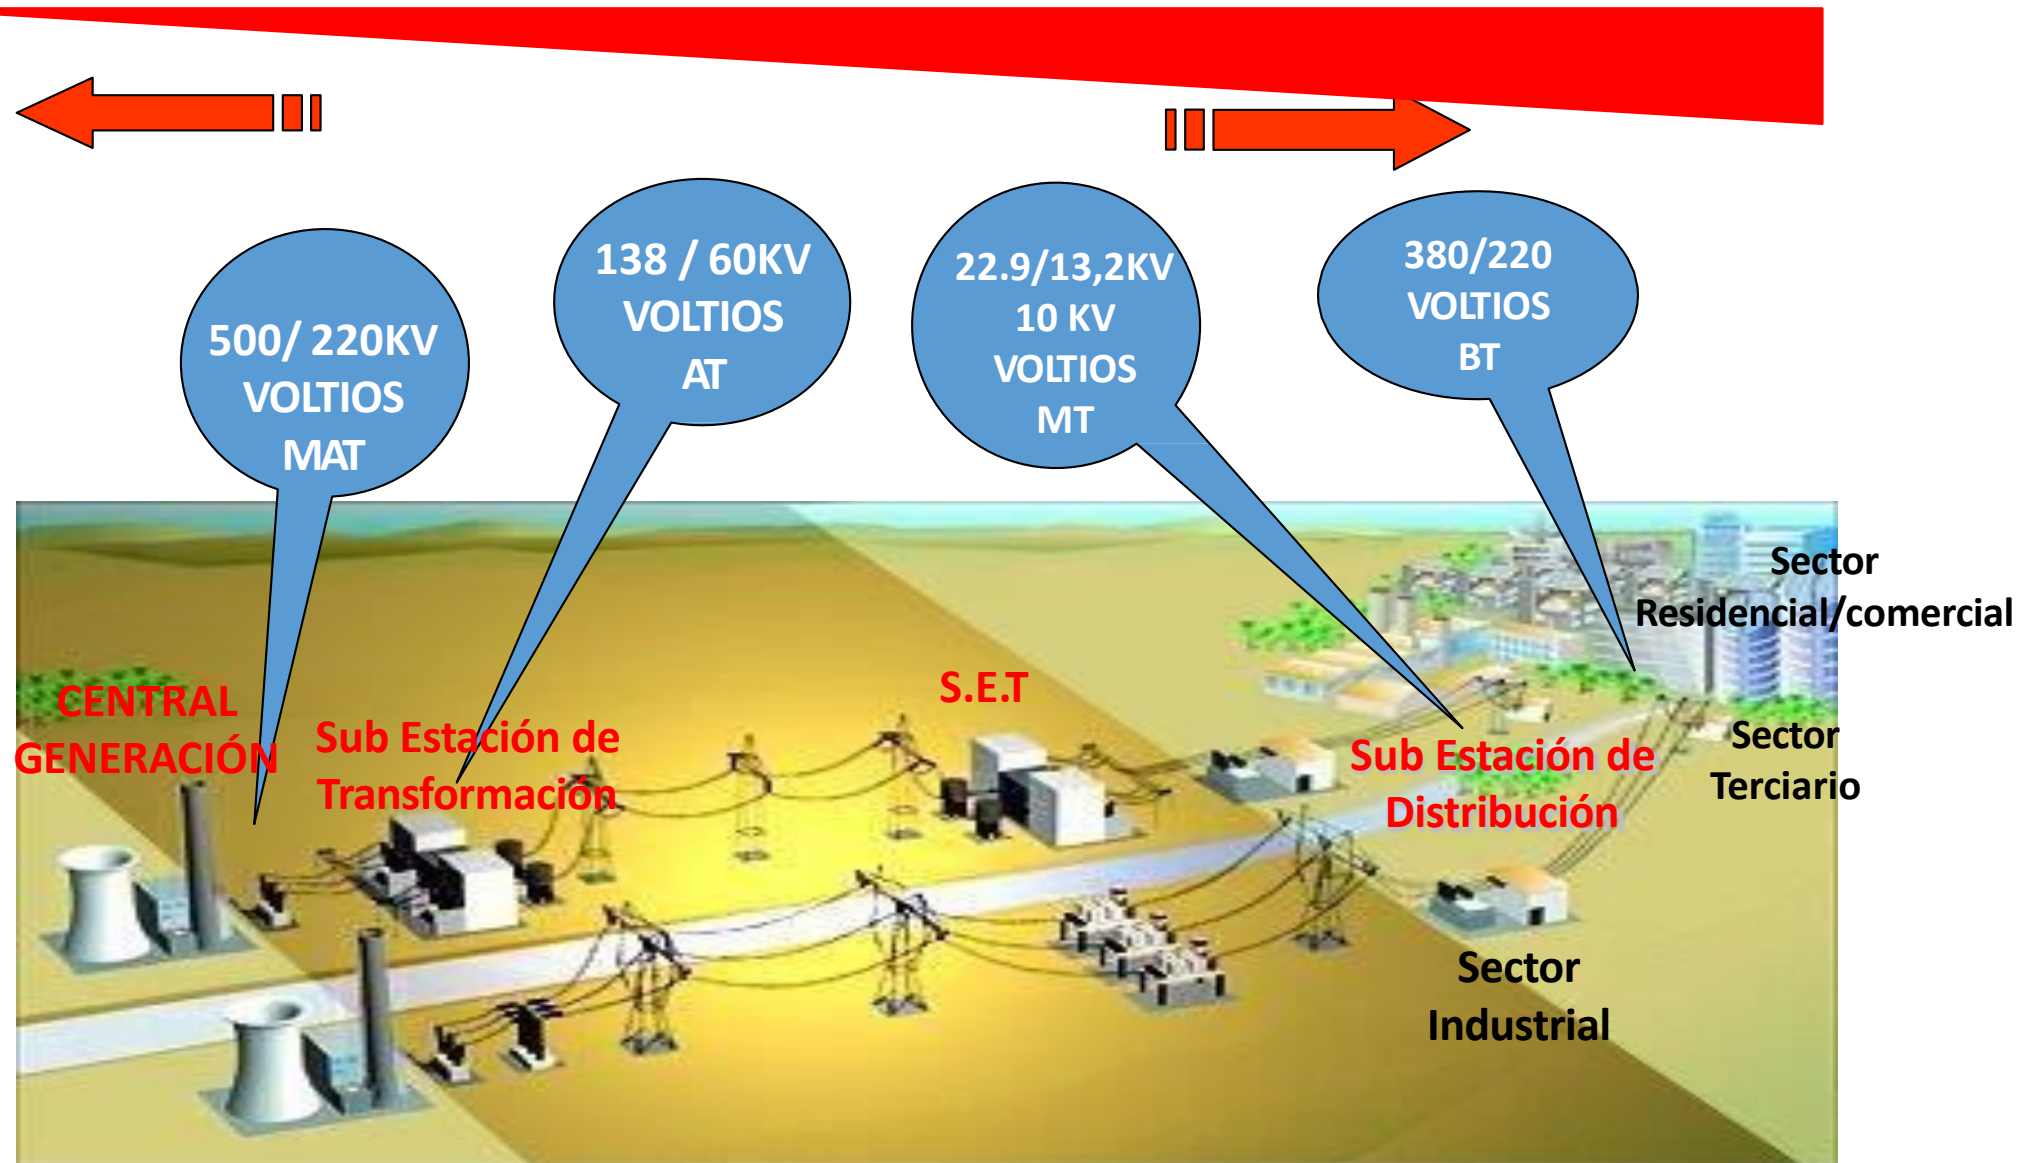 500/ 220KV
VOLTIOS
MAT
138 / 60KV
VOLTIOS
AT
22.9/13,2KV
10 KV
VOLTIOS
MT
380/220
VOLTIOS
BT
Sector
Residencial/comercial
CENTRAL
GENERACIÓN
Sub Estación de
Transformación
S.E.T
Sub Estación de
Distribución
Sector
Terciario
Sector
Industrial